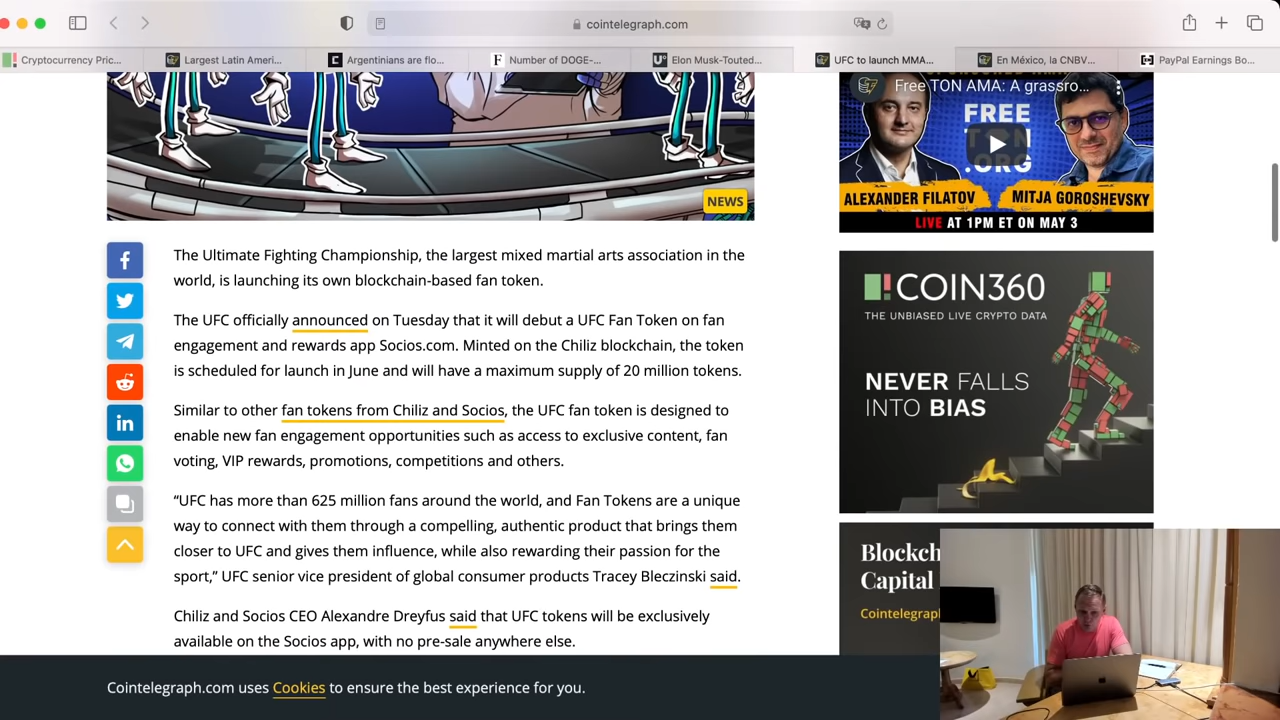 cointelegraph.com
Cryptocurrency Pric...
Largest Latin Ameri...
Argentinians are flo...
Number of DOGE-...
Elon Musk-Touted...
UFC to launch MMA...
En México, la CNBV...
PayPal Earnings Bo...
NEWS
The Ultimate Fighting Championship, the largest mixed martial arts association in the
world, is launching its own blockchain-based fan token.
The UFC officially announced on Tuesday that it will debut a UFC Fan Token on fan
engagement and rewards app Socios.com. Minted on the Chiliz blockchain, the token
is scheduled for launch in June and will have a maximum supply of 20 million tokens.
Similar to other fan tokens from Chiliz and Socios, the UFC fan token is designed to
enable new fan engagement opportunities such as access to exclusive content, fan
voting, VIP rewards, promotions, competitions and others.
“UFC has more than 625 million fans around the world, and Fan Tokens are a unique
way to connect with them through a compelling, authentic product that brings them
closer to UFC and gives them influence, while also rewarding their passion for the
sport,” UFC senior vice president of global consumer products Tracey Bleczinski said.
Chiliz and Socios CEO Alexandre Dreyfus said that UFC tokens will be exclusively
available on the Socios app, with no pre-sale anywhere else.
Cointelegraph.com uses Cookies to ensure the best experience for you.
Free TON AMA: A grassro...
FREE
TON
.ORG
ALEXANDER FILATOV
MITJA GOROSHEVSKY
LIVE AT 1PM ET ON MAY 3
COIN360
THE UNBIASED LIVE CRYPTO DATA
NEVER FALLS
INTO BIAS
Blockch
Capital
Cointelegraph